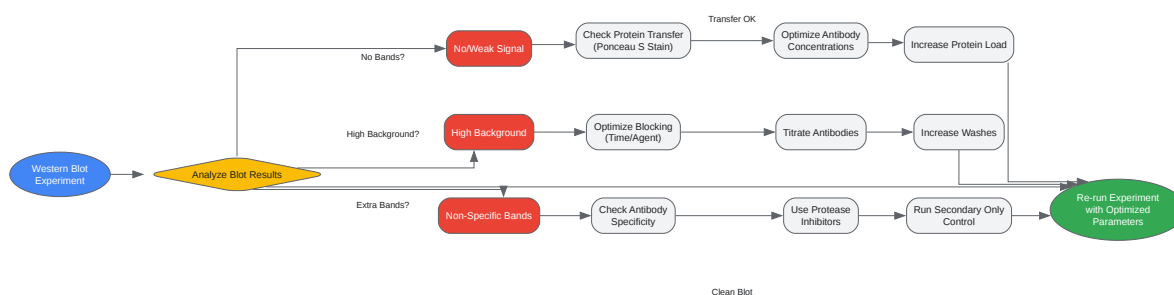 Transfer OK
No Bands?
No/Weak Signal
Check Protein Transfer
(Ponceau S Stain)
Optimize Antibody
Concentrations
Increase Protein Load
High Background?
High Background
Optimize Blocking
(Time/Agent)
Titrate Antibodies
Increase Washes
Western Blot
Experiment
Analyze Blot Results
Extra Bands?
Non-Specific Bands
Check Antibody
Specificity
Use Protease
Inhibitors
Run Secondary Only
Control
Re-run Experiment
with Optimized
Parameters
Clean Blot